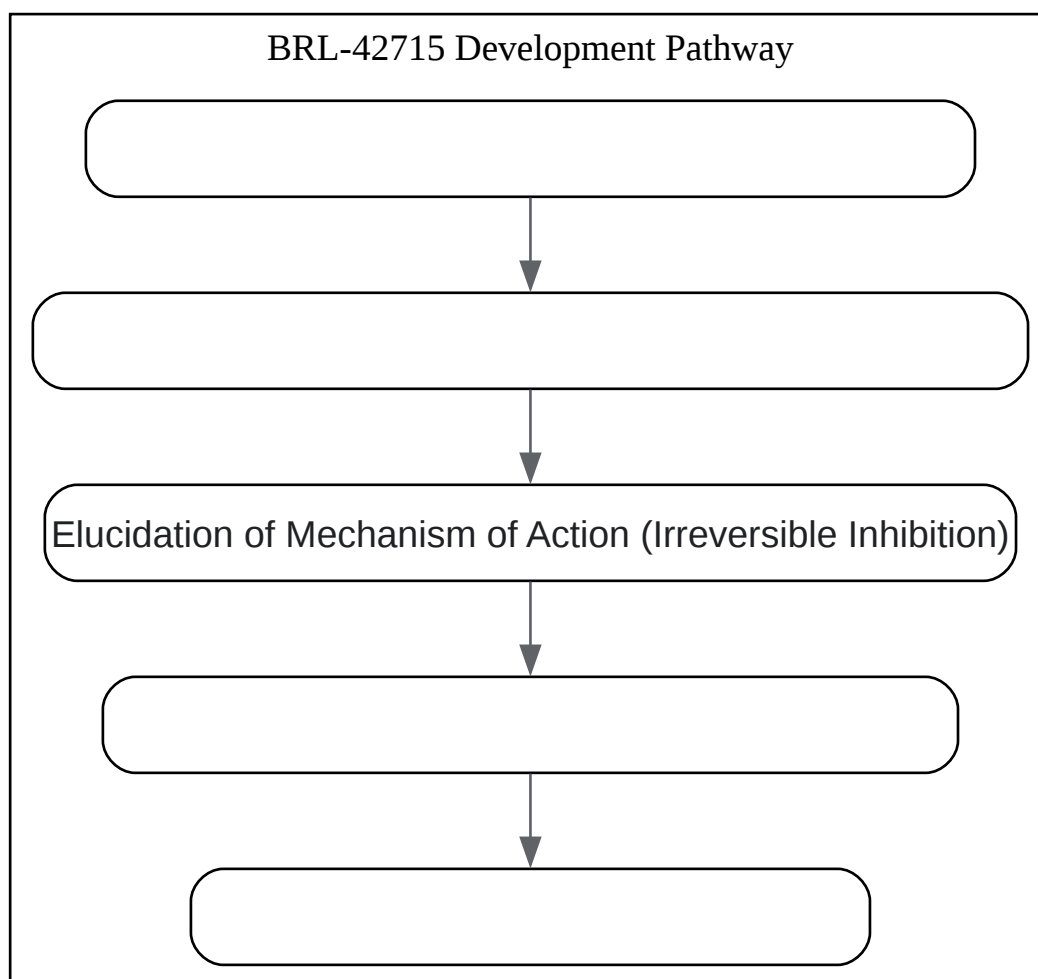 BRL-42715 Development Pathway
Elucidation of Mechanism of Action (Irreversible Inhibition)